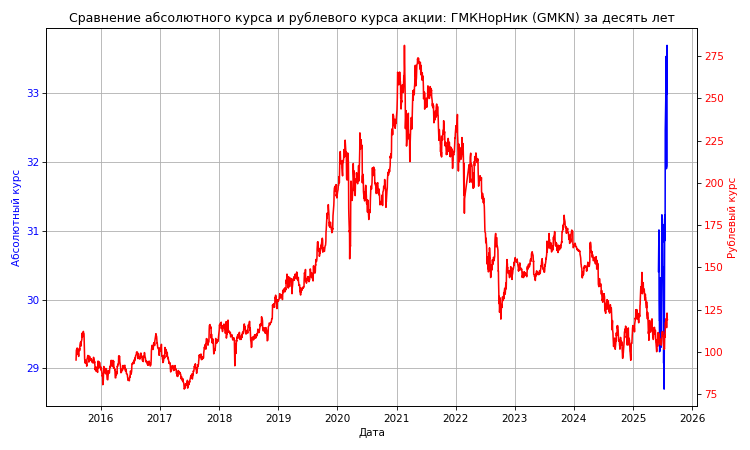 Сравнение абсолютного курса и рублевого курса акции: ГМКНорНик (GMKN) за десять лет
33
32
31
30
29
Абсолютный курс
275
250
225
200
175
150
125
100
75
Рублевый курс
2016 2017 2018 2019 2020 2021 2022 2023 2024 2025 2026
Дата